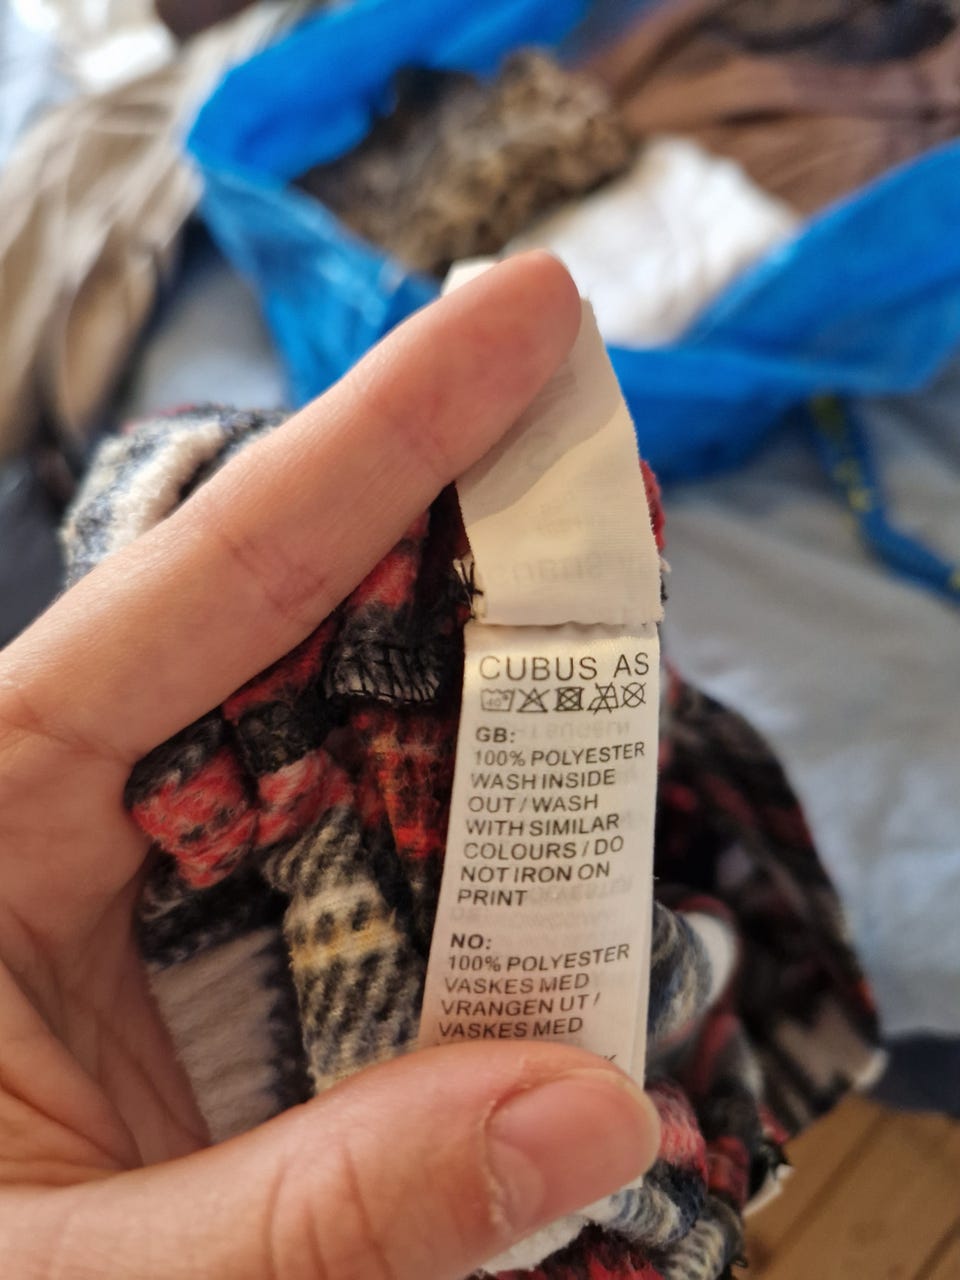 CUBUS AS
40°
GB:
100% POLYESTER
WASH INSIDE
OUT / WASH
WITH SIMILAR
COLOURS / DO
NOT IRON ON
PRINT
NO:
100% POLYESTER
VASKES MED
VRANGEN UT /
VASKES MED